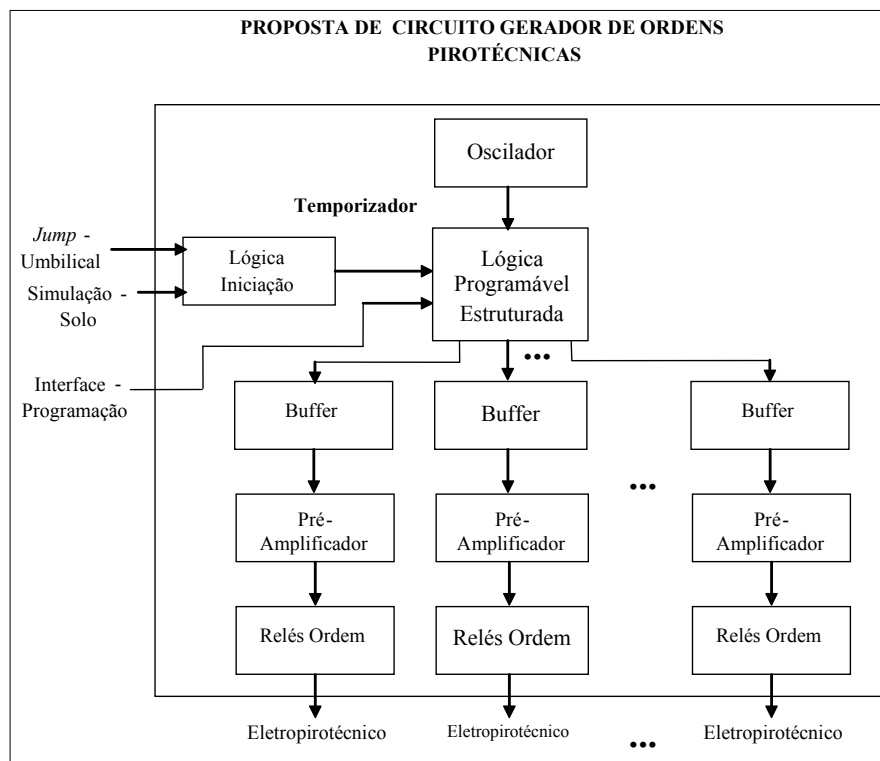 PROPOSTA DE CIRCUITO GERADOR DE ORDENS
PIROTÉCNICAS
Oscilador
Temporizador
Jump -
Umbilical
Simulação -
Solo
Lógica
Iniciação
Lógica
Programável
Estruturada
Interface -
Programação
...
Buffer
Buffer
Buffer
...
Pré-
Amplificador
Pré-
Amplificador
Pré-
Amplificador
Relés Ordem
Relés Ordem
Relés Ordem
Eletropirotécnico
Eletropirotécnico
...
Eletropirotécnico